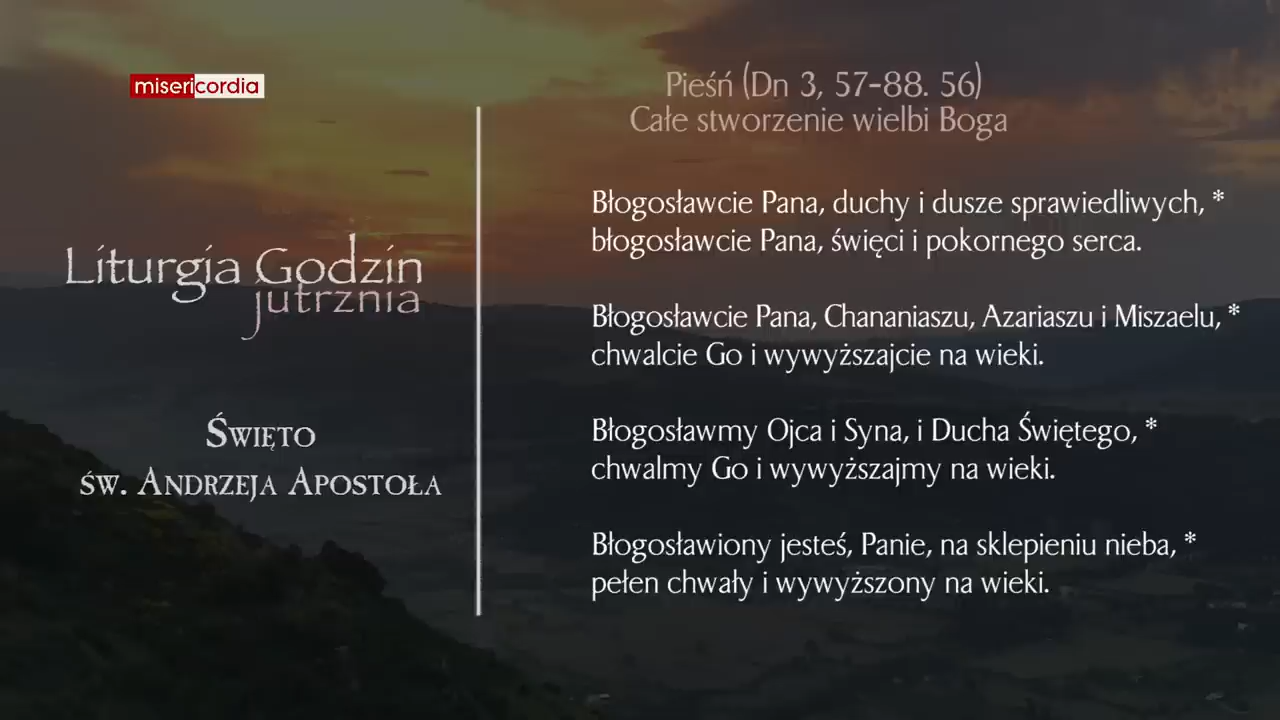 misericordia
Liturgia Godzin
jutrznia
Święto
św. Andrzeja Apostoła
Pieśń (Dn 3, 57-88. 56)
Całe stworzenie wielbi Boga
Błogosławcie Pana, duchy i dusze sprawiedliwych, *
błogosławcie Pana, święci i pokornego serca.
Błogosławcie Pana, Chananiaszu, Azariaszu i Miszaelu, *
chwalcie Go i wywyższajcie na wieki.
Błogosławmy Ojca i Syna, i Ducha Świętego, *
chwalmy Go i wywyższajmy na wieki.
Błogosławiony jesteś, Panie, na sklepieniu nieba, *
pełen chwały i wywyższony na wieki.